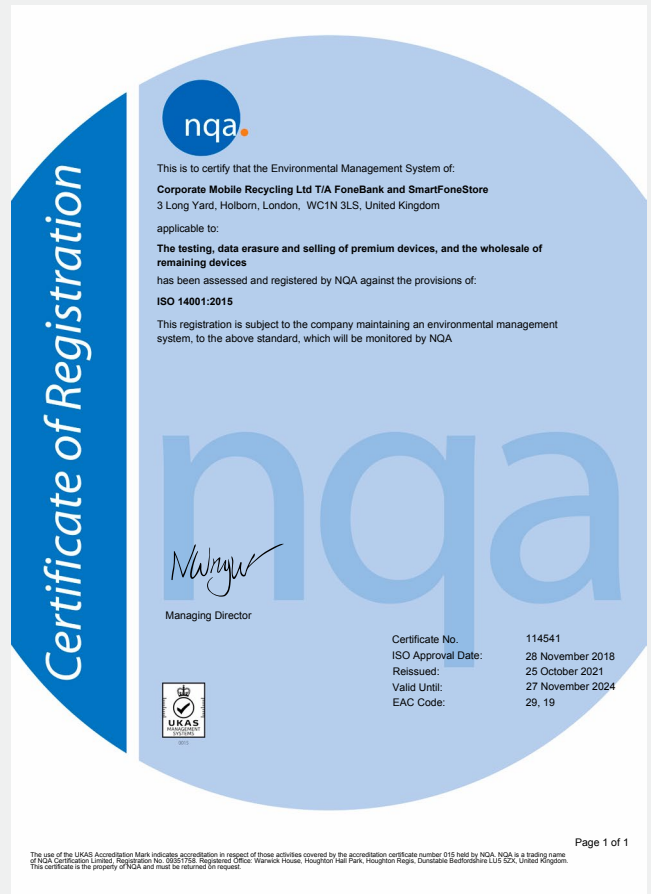 Certificate of Registration
nqa.
This is to certify that the Environmental Management System of:
Corporate Mobile Recycling Ltd T/A FoneBank and SmartFoneStore
3 Long Yard, Holborn, London, WC1N 3LS, United Kingdom
applicable to:
The testing, data erasure and selling of premium devices, and the wholesale of
remaining devices
has been assessed and registered by NQA against the provisions of:
ISO 14001:2015
This registration is subject to the company maintaining an environmental management
system, to the above standard, which will be monitored by NQA
nqa
Managing Director
Certificate No. 114541
ISO Approval Date: 28 November 2018
Reissued: 25 October 2021
Valid Until: 27 November 2024
EAC Code: 29, 19
UKAS
MANAGEMENT
SYSTEMS
Page 1 of 1
The use of the UKAS Accreditation Mark indicates accreditation in respect of those activities covered by the accreditation certificate number 015 held by NQA. NQA is a trading name
of NQA Certification Limited, Registration No. 09351758. Registered Office: Warwick House, Houghton Hall Park, Houghton Regis, Dunstable Bedfordshire LU5 5ZX, United Kingdom.
This certificate is the property of NQA and must be returned on request.